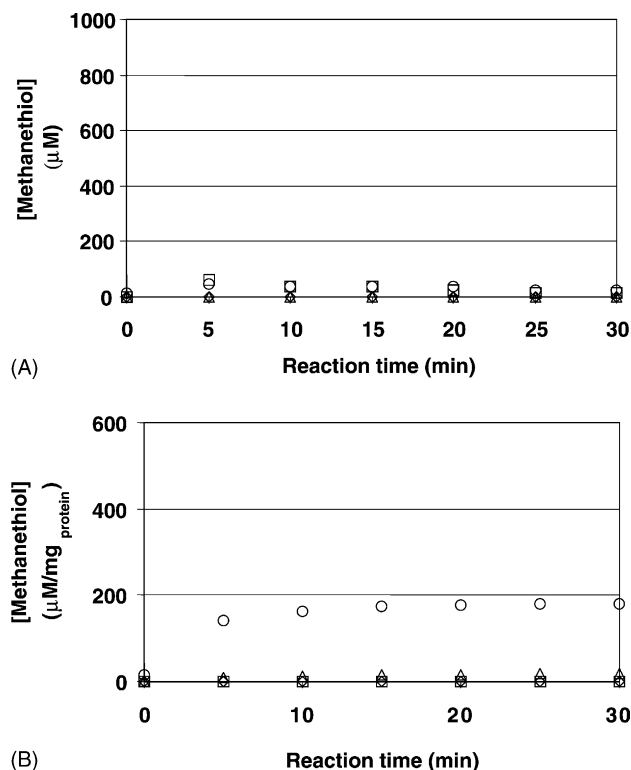 1000
800
600
400
200
0
[Methanethiol]
(μM)
0 5 10 15 20 25 30
Reaction time (min)
(A)
600
400
200
0
[Methanethiol]
(μM/mg protein)
0 10 20 30
Reaction time (min)
(B)